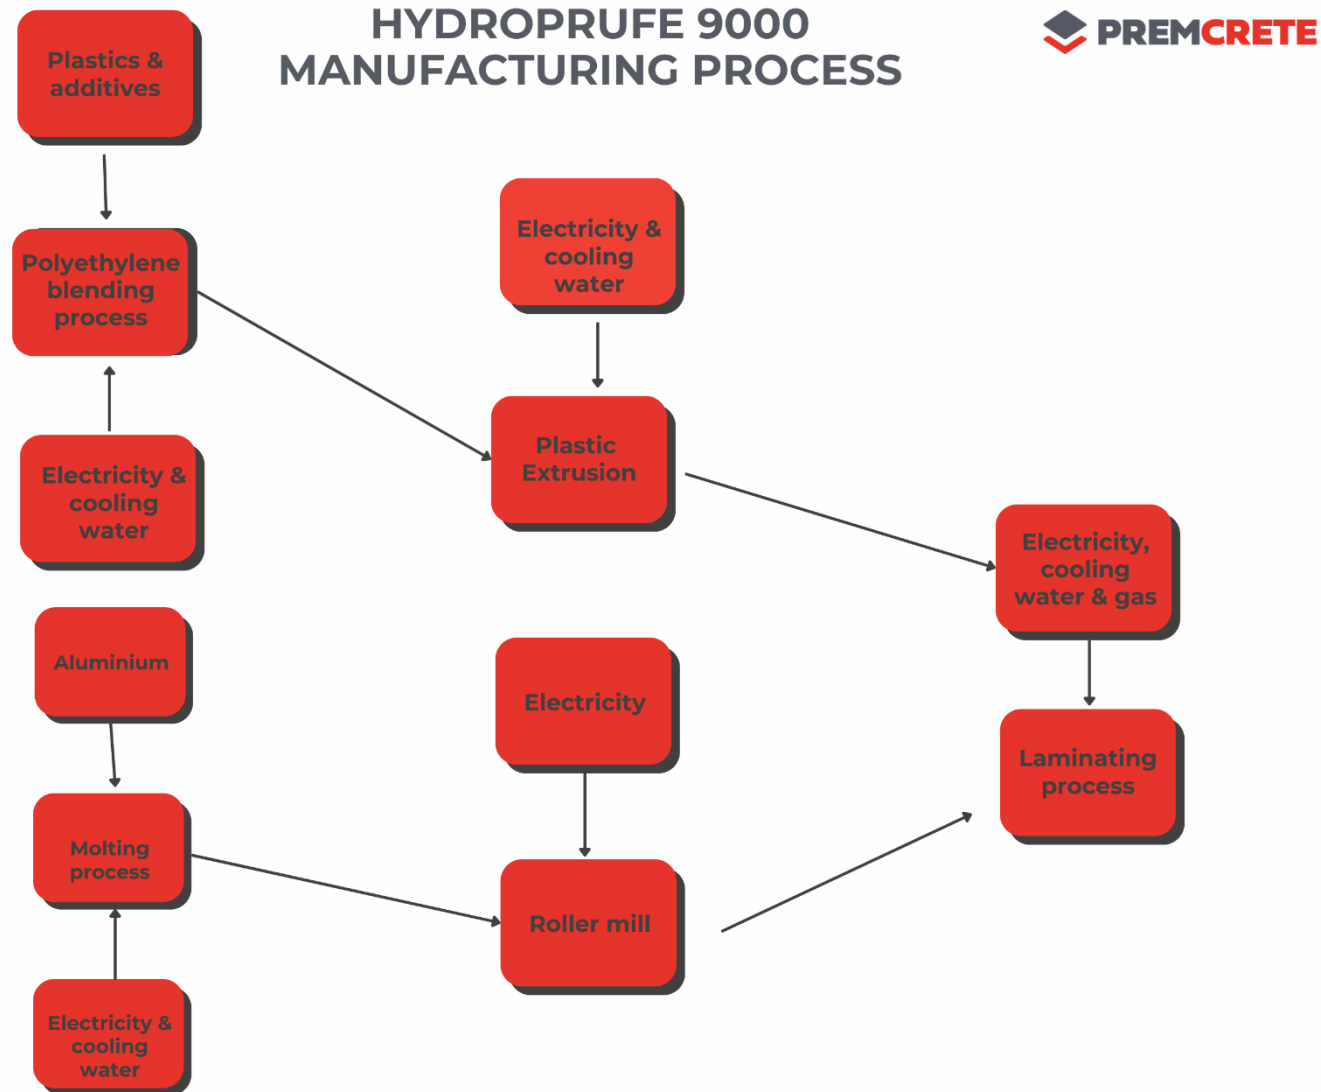 HYDROPRUFE 9000
MANUFACTURING PROCESS
PREMCRETE
Plastics &
additives
Polyethylene
blending
process
Electricity &
cooling
water
Electricity &
cooling
water
Plastic
Extrusion
Electricity,
cooling
water & gas
Laminating
process
Aluminium
Molting
process
Electricity &
cooling
water
Electricity
Roller mill